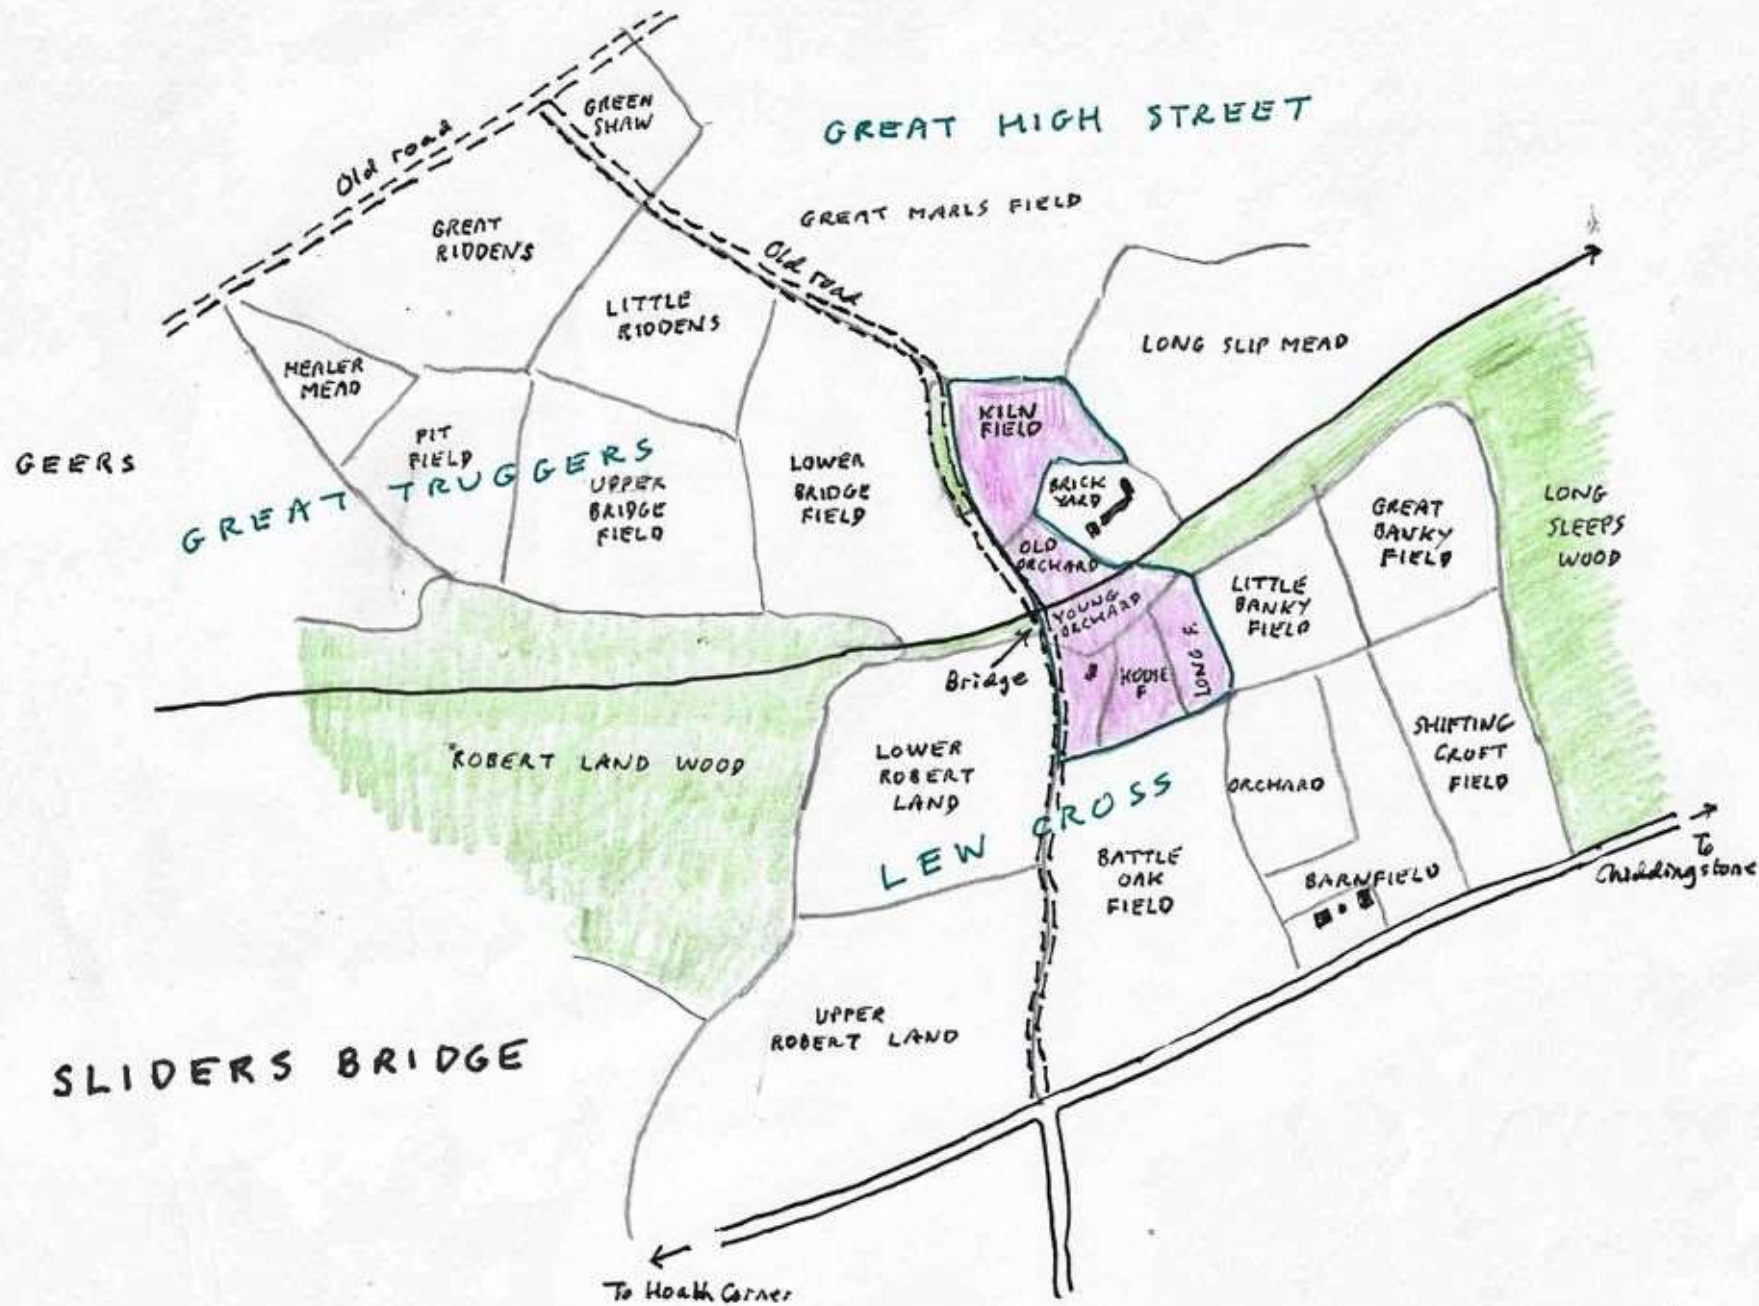 GREEN
SHAW
GREAT HIGH STREET
Old road
GREAT MARLS FIELD
GREAT
RIDDENS
Old road
LITTLE
RIDDENS
LONG SLIP MEAD
HEALER
MEAD
KILN
FIELD
GEERS
PIT
FIELD
GREAT TRUGGERS
UPPER
BRIDGE
FIELD
LOWER
BRIDGE
FIELD
BRICK
YARD
GREAT
BANKY
FIELD
LONG
SLEEPS
WOOD
OLD
ORCHARD
YOUNG
ORCHARD
LITTLE
BANKY
FIELD
Bridge
HOUSE
F
LONG F.
ROBERT LAND WOOD
LOWER
ROBERT
LAND
SHIFTING
CROFT
FIELD
ORCHARD
LEW CROSS
BATTLE
OAK
FIELD
BARNFIELD
To
Chiddingstone
UPPER
ROBERT LAND
SLIDERS BRIDGE
To Hoath Corner